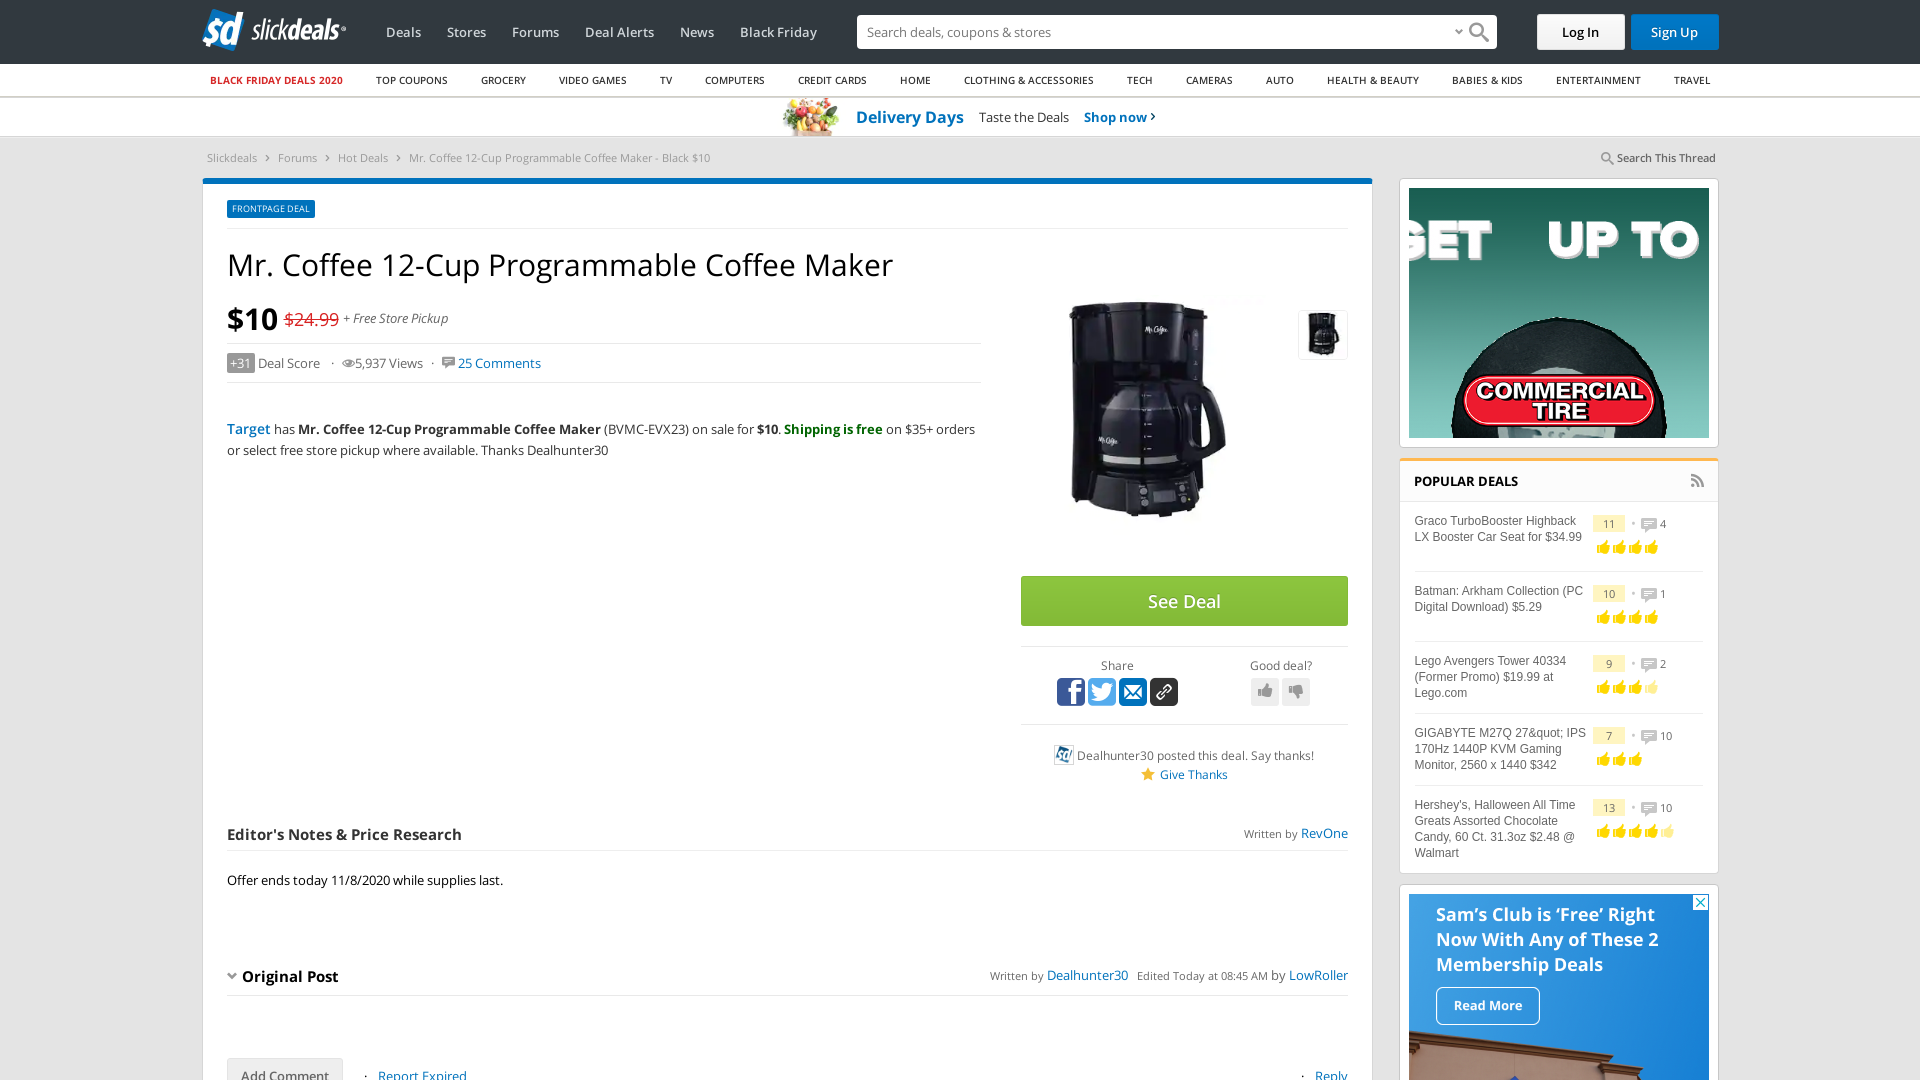 slickdeals
Deals
Stores
Forums
Deal Alerts
News
Black Friday
Search deals, coupons & stores
Log In
Sign Up
BLACK FRIDAY DEALS 2020
TOP COUPONS
GROCERY
VIDEO GAMES
TV
COMPUTERS
CREDIT CARDS
HOME
CLOTHING & ACCESSORIES
TECH
CAMERAS
AUTO
HEALTH & BEAUTY
BABIES & KIDS
ENTERTAINMENT
TRAVEL
Delivery Days Taste the Deals Shop now
Slickdeals > Forums > Hot Deals > Mr. Coffee 12-Cup Programmable Coffee Maker - Black $10
Search This Thread
FRONTPAGE DEAL
Mr. Coffee 12-Cup Programmable Coffee Maker
$10 $24.99 + Free Store Pickup
+31 Deal Score · 5,937 Views · 25 Comments
Target has Mr. Coffee 12-Cup Programmable Coffee Maker (BVMC-EVX23) on sale for $10. Shipping is free on $35+ orders
or select free store pickup where available. Thanks Dealhunter30
Mr. Coffee
Mr. Coffee
See Deal
Share
Good deal?
Dealhunter30 posted this deal. Say thanks!
Give Thanks
Editor's Notes & Price Research
Written by RevOne
Offer ends today 11/8/2020 while supplies last.
Original Post
Written by Dealhunter30 Edited Today at 08:45 AM by LowRoller
Add Comment
· Report Expired
· Reply
GET UP TO
COMMERCIAL
TIRE
POPULAR DEALS
Graco TurboBooster Highback
LX Booster Car Seat for $34.99
11 • 4
Batman: Arkham Collection (PC
Digital Download) $5.29
10 • 1
Lego Avengers Tower 40334
(Former Promo) $19.99 at
Lego.com
9 • 2
GIGABYTE M27Q 27&quot; IPS
170Hz 1440P KVM Gaming
Monitor, 2560 x 1440 $342
7 • 10
Hershey's, Halloween All Time
Greats Assorted Chocolate
Candy, 60 Ct. 31.3oz $2.48 @
Walmart
13 • 10
Sam's Club is 'Free' Right
Now With Any of These 2
Membership Deals
Read More